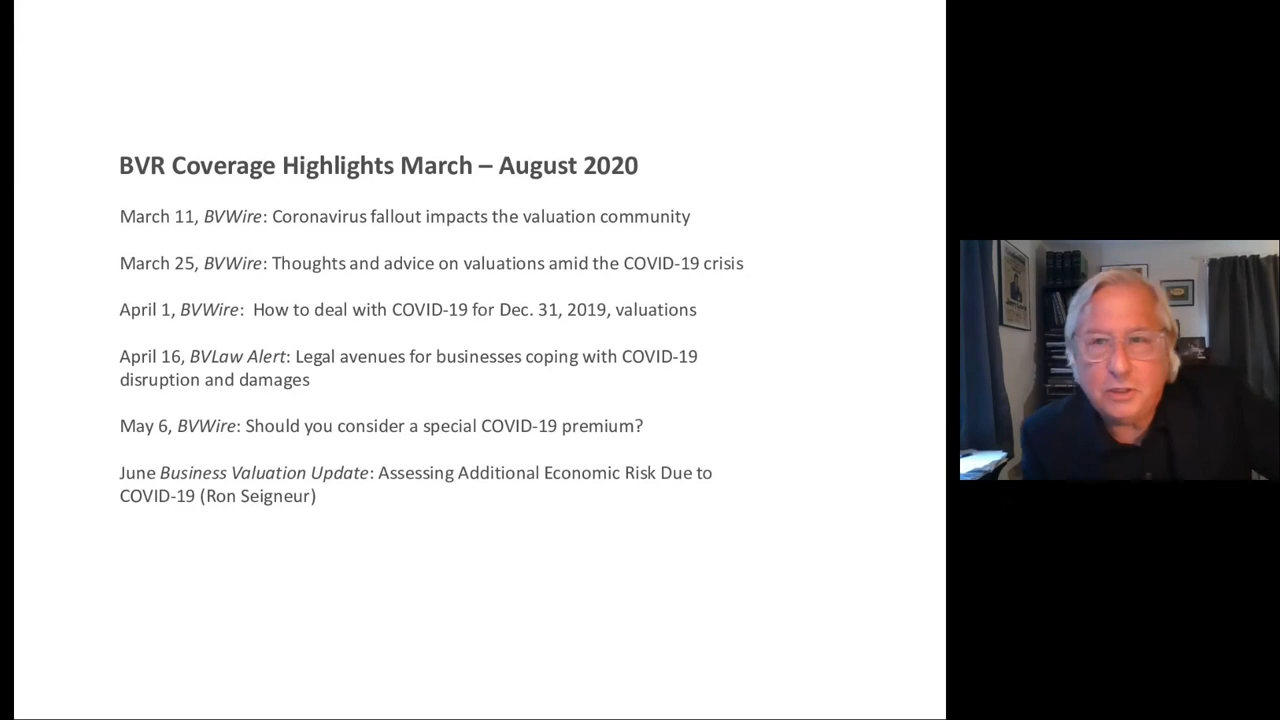 BVR Coverage Highlights March – August 2020
March 11, BVWire: Coronavirus fallout impacts the valuation community
March 25, BVWire: Thoughts and advice on valuations amid the COVID-19 crisis
April 1, BVWire:  How to deal with COVID-19 for Dec. 31, 2019, valuations
April 16, BVLaw Alert: Legal avenues for businesses coping with COVID-19
disruption and damages
May 6, BVWire: Should you consider a special COVID-19 premium?
June Business Valuation Update: Assessing Additional Economic Risk Due to
COVID-19 (Ron Seigneur)